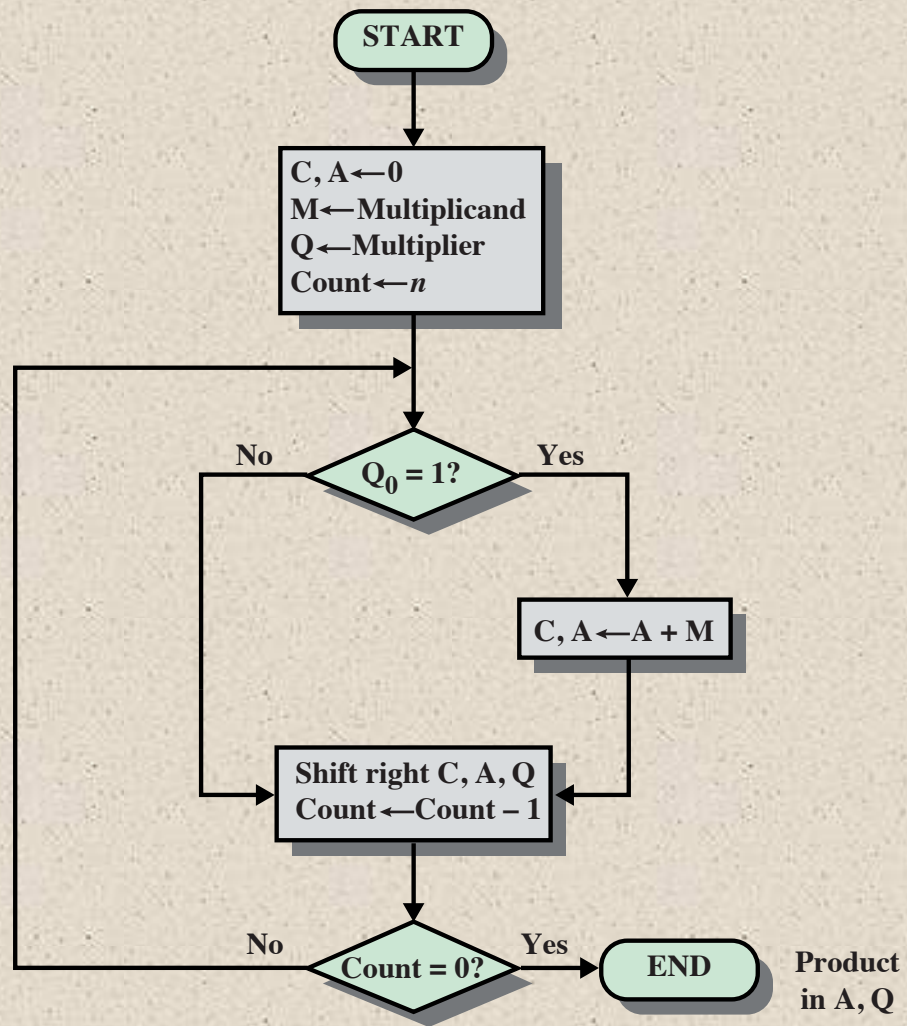 START
C, A←0
M←Multiplicand
Q←Multiplier
Count←n
No
Yes
Q₀ = 1?
C, A←A + M
Shift right C, A, Q
Count←Count – 1
No
Yes
Count = 0?
END
Product
in A, Q